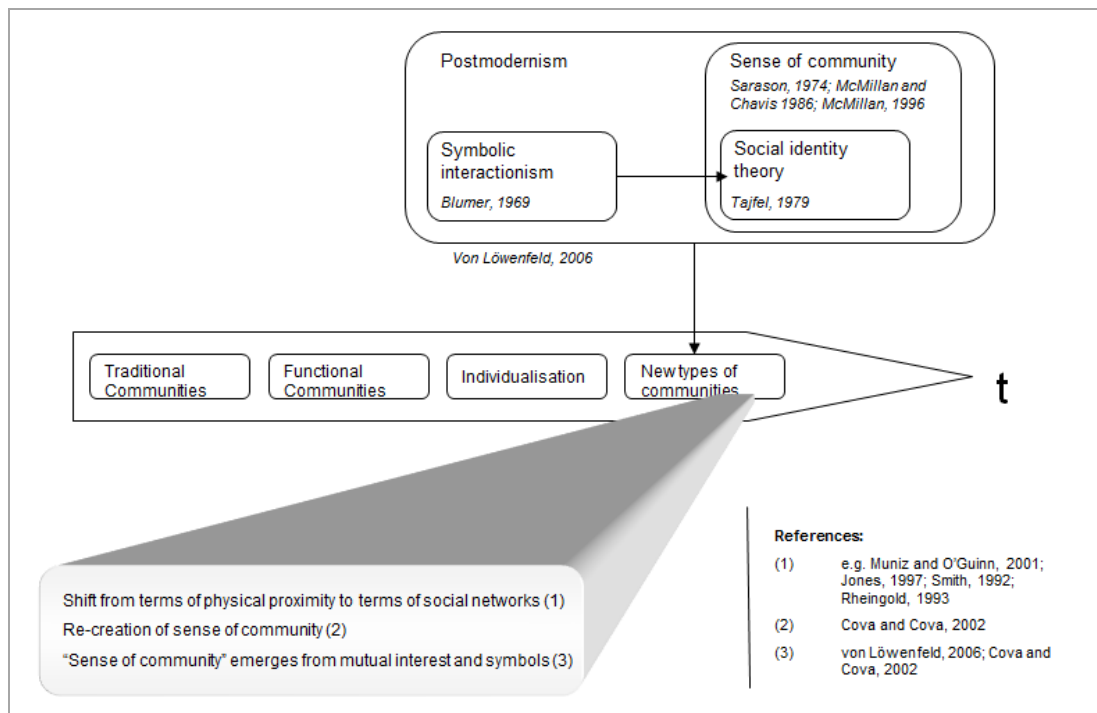 Postmodernism
Sense of community
Sarason, 1974; McMillan and
Chavis 1986; McMillan, 1996
Symbolic
interactionism
Blumer, 1969
Social identity
theory
Tajfel, 1979
Von Löwenfeld, 2006
Traditional
Communities
Functional
Communities
Individualisation
New types of
communities
t
Shift from terms of physical proximity to terms of social networks (1)
Re-creation of sense of community (2)
“Sense of community” emerges from mutual interest and symbols (3)
References:
(1) e.g. Muniz and O'Guinn, 2001;
Jones, 1997; Smith, 1992;
Rheingold, 1993
(2) Cova and Cova, 2002
(3) von Löwenfeld, 2006; Cova and
Cova, 2002